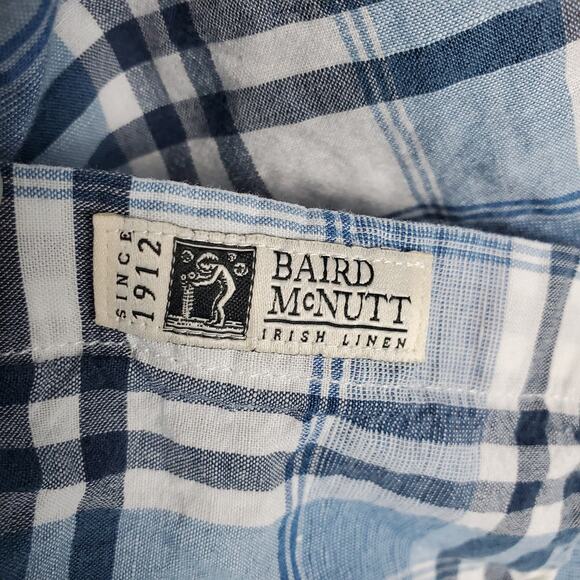 SINCE
1912
BAIRD
McNUTT
IRISH LINEN